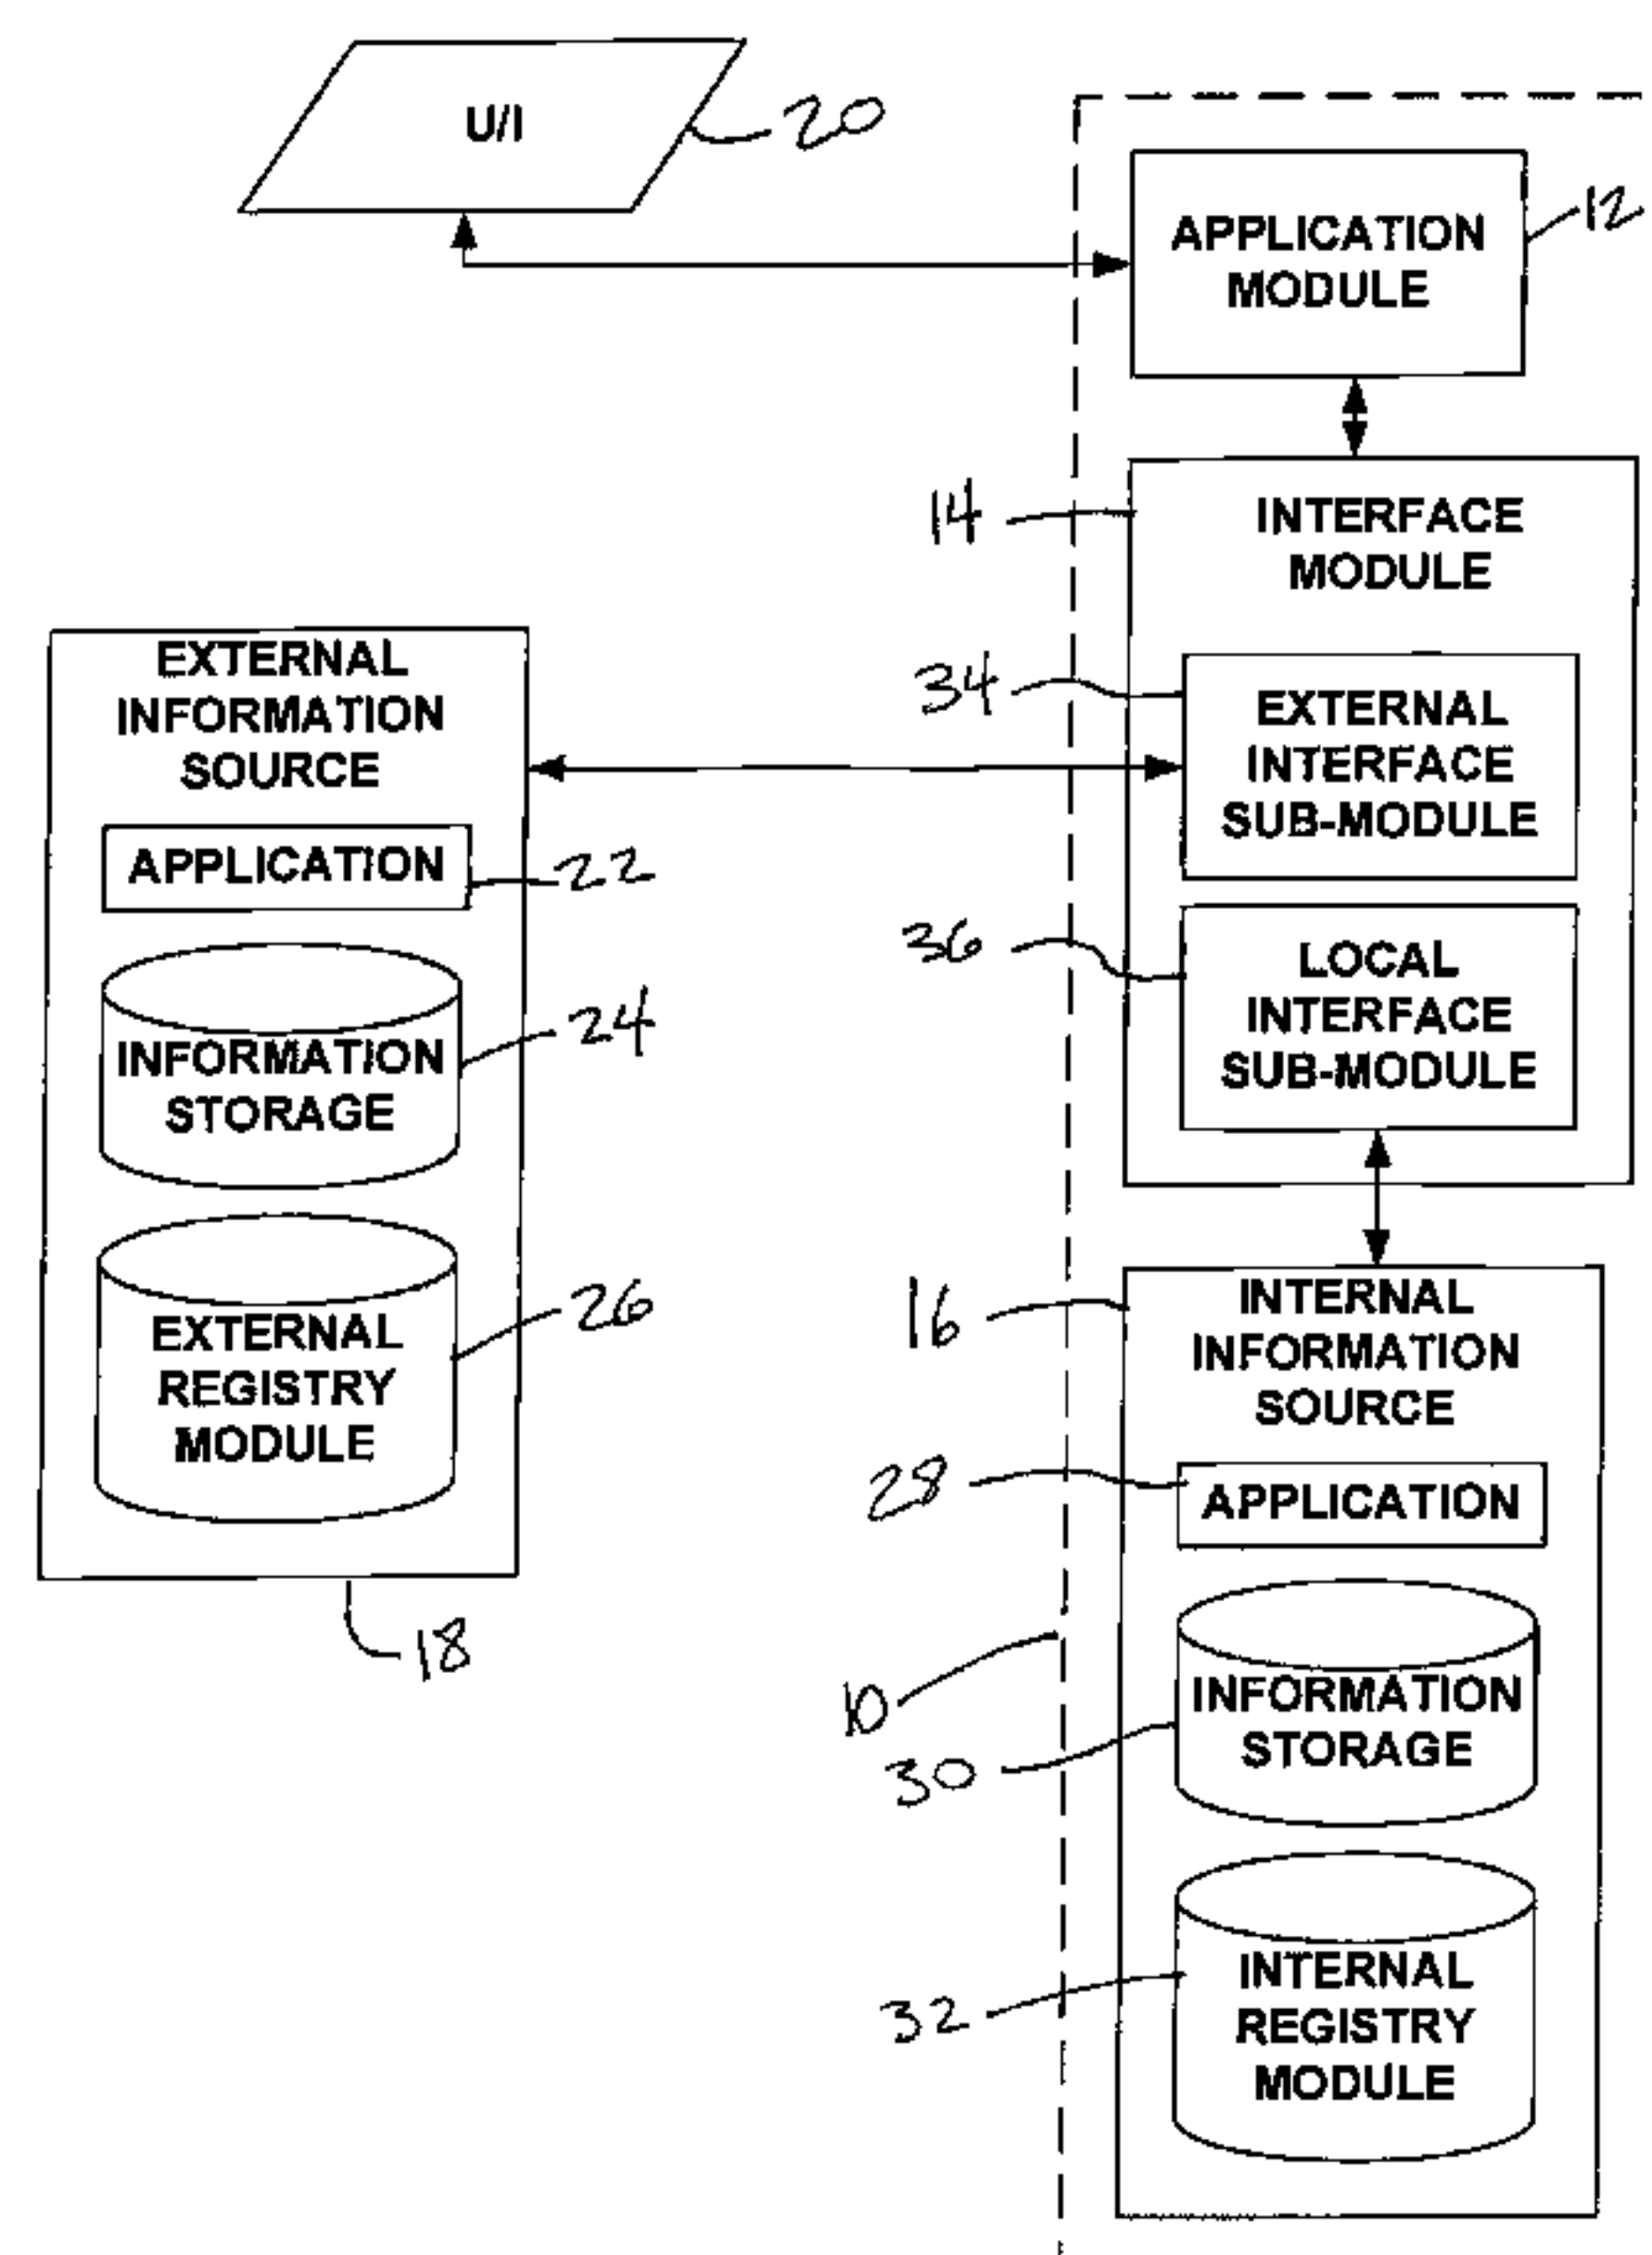 U/I
20
APPLICATION
MODULE
12
14
INTERFACE
MODULE
EXTERNAL
INFORMATION
SOURCE
34
EXTERNAL
INTERFACE
SUB-MODULE
APPLICATION
22
36
LOCAL
INTERFACE
SUB-MODULE
INFORMATION
STORAGE
24
EXTERNAL
REGISTRY
MODULE
26
16
INTERNAL
INFORMATION
SOURCE
28
APPLICATION
18
10
30
INFORMATION
STORAGE
32
INTERNAL
REGISTRY
MODULE